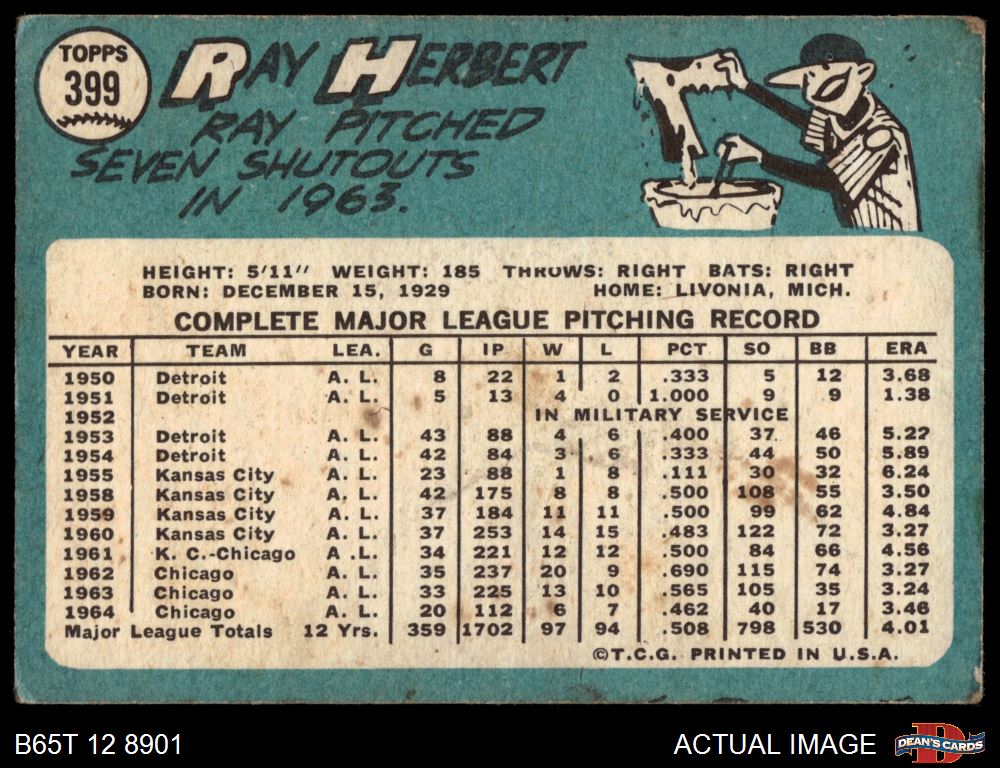 TOPPS
399
RAY HERBERT
RAY PITCHED
SEVEN SHUTOUTS
IN 1963.
HEIGHT: 5'11" WEIGHT: 185 THROWS: RIGHT BATS: RIGHT
BORN: DECEMBER 15, 1929 HOME: LIVONIA, MICH.
COMPLETE MAJOR LEAGUE PITCHING RECORD
YEAR TEAM LEA. G IP W L PCT SO BB ERA
1950 Detroit A. L. 8 22 1 2 .333 5 12 3.68
1951 Detroit A. L. 5 13 4 0 1.000 9 9 1.38
1952 IN MILITARY SERVICE
1953 Detroit A. L. 43 88 4 6 .400 37 46 5.22
1954 Detroit A. L. 42 84 3 6 .333 44 50 5.89
1955 Kansas City A. L. 23 88 1 8 .111 30 32 6.24
1958 Kansas City A. L. 42 175 8 8 .500 108 55 3.50
1959 Kansas City A. L. 37 184 11 11 .500 99 62 4.84
1960 Kansas City A. L. 37 253 14 15 .483 122 72 3.27
1961 K. C.-Chicago A .L. 34 221 12 12 .500 84 66 4.56
1962 Chicago A. L. 35 237 20 9 .690 115 74 3.27
1963 Chicago A. L. 33 225 13 10 .565 105 35 3.24
1964 Chicago A. L. 20 112 6 7 .462 40 17 3.46
Major League Totals 12 Yrs. 359 1702 97 94 .508 798 530 4.01
©T.C.G. PRINTED IN U.S.A.
B65T 12 8901 ACTUAL IMAGE DEAN'S CARDS